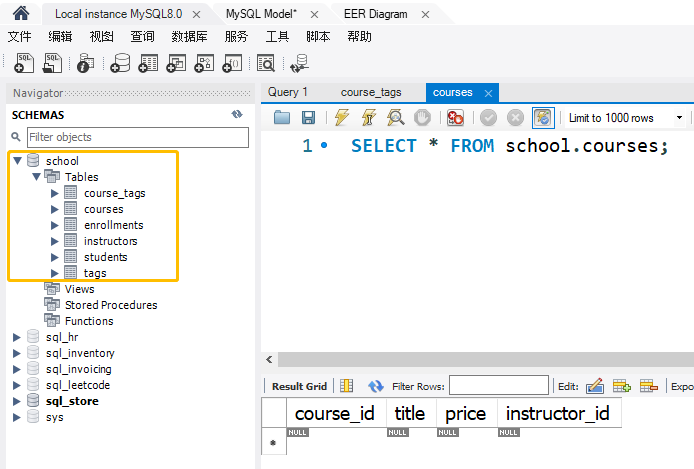 Local instance MySQL8.0 × MySQL Model* × EER Diagram ×
文件 编辑 视图 查询 数据库 服务 工具 脚本 帮助
Navigator
SCHEMAS
Filter objects
school
Tables
course_tags
courses
enrollments
instructors
students
tags
Views
Stored Procedures
Functions
sql_hr
sql_inventory
sql_invoicing
sql_leetcode
sql_store
sys
Query 1 course_tags courses ×
Limit to 1000 rows
1 SELECT * FROM school.courses;
Result Grid Filter Rows: Edit: Expo
course_id title price instructor_id
* NULL NULL NULL NULL